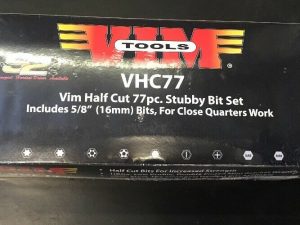 VIM
TOOLS
VHC77
Vim Half Cut 77pc. Stubby Bit Set
Includes 5/8" (16mm) Bits, For Close Quarters Work
Half Cut Bits For Increased Strength